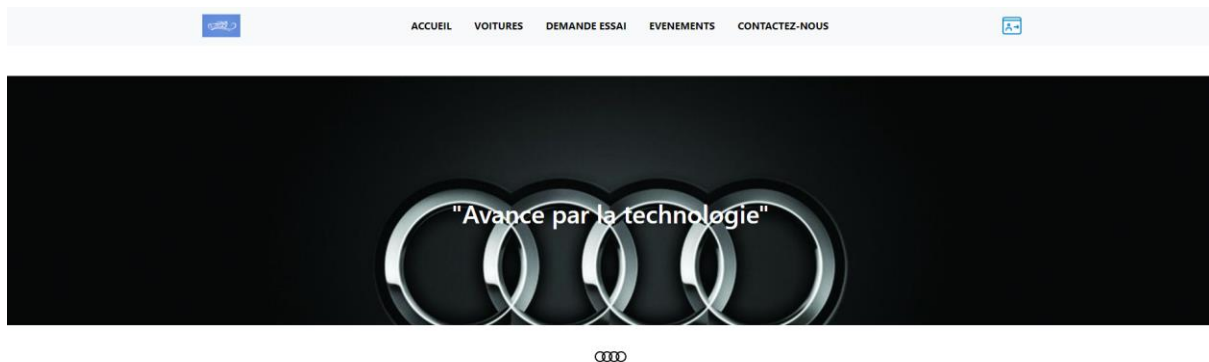 ACCUEIL VOITURES DEMANDE ESSAI EVENEMENTS CONTACTEZ-NOUS
"Avance par la technologie"